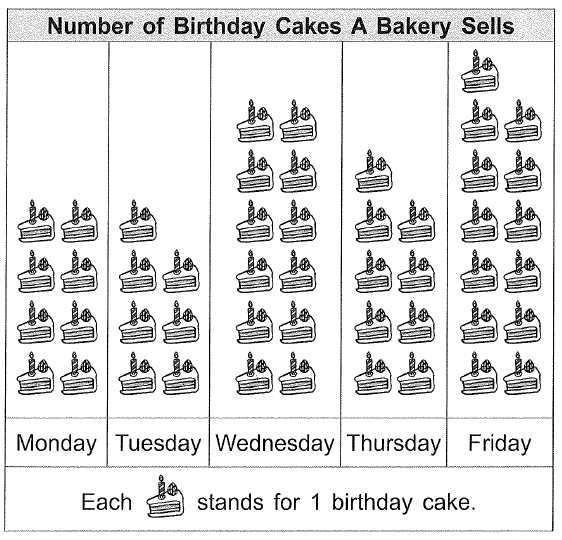 Number of Birthday Cakes A Bakery Sells
Monday Tuesday Wednesday Thursday Friday
Each stands for 1 birthday cake.